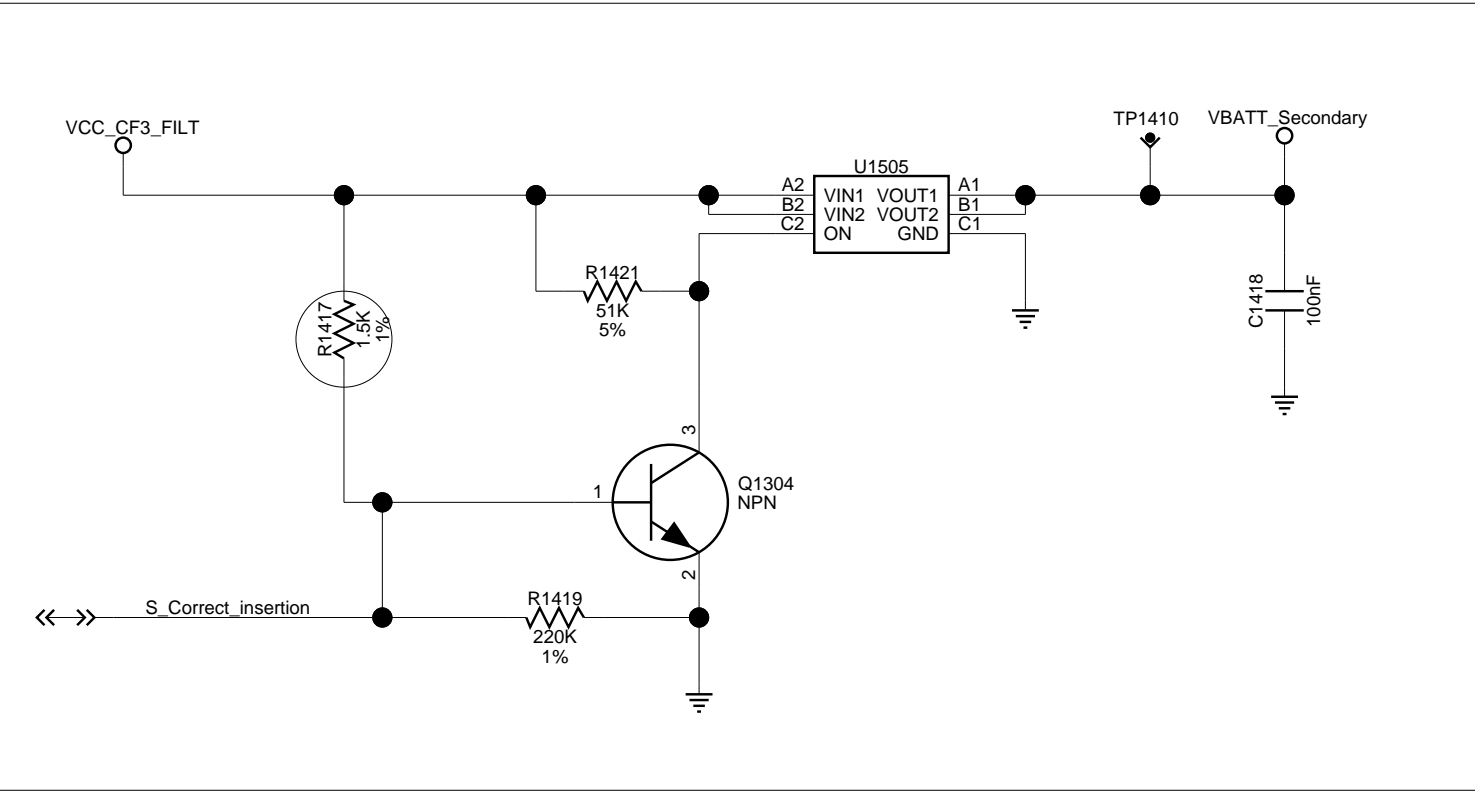 VCC_CF3_FILT
TP1410
VBATT_Secondary
U1505
A2
VIN1
VOUT1
A1
B2
VIN2
VOUT2
B1
C2
ON
GND
C1
R1421
51K
5%
R1417
1.5K
1%
C1418
100nF
3
1
Q1304
NPN
2
S_Correct_insertion
R1419
220K
1%